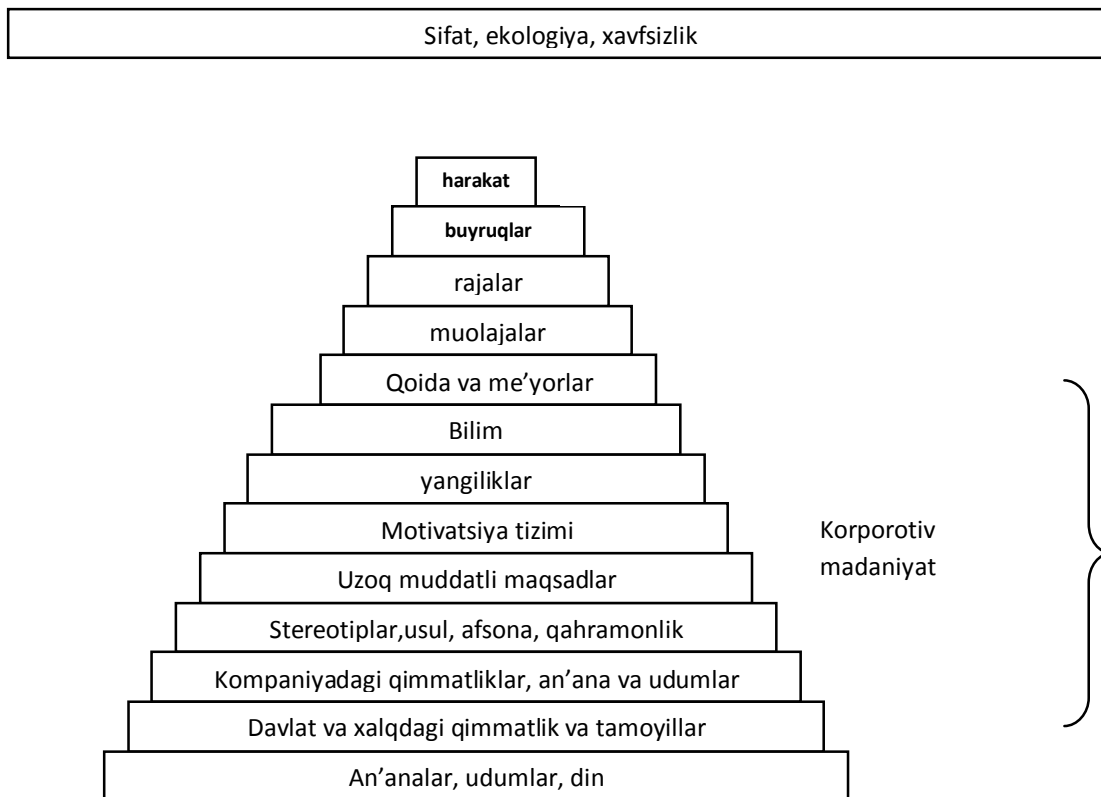 Sifat, ekologiya, xavfsizlik
harakat
buyruqlar
rajalar
muolajalar
Qoida va me’yorlar
Bilim
yangiliklar
Motivatsiya tizimi
Uzoq muddatli maqsadlar
Stereotiplar,usul, afsona, qahramonlik
Kompaniyadagi qimmatliklar, an’ana va udumlar
Davlat va xalqdagi qimmatlik va tamoyillar
An’analar, udumlar, din
Korporotiv
madaniyat